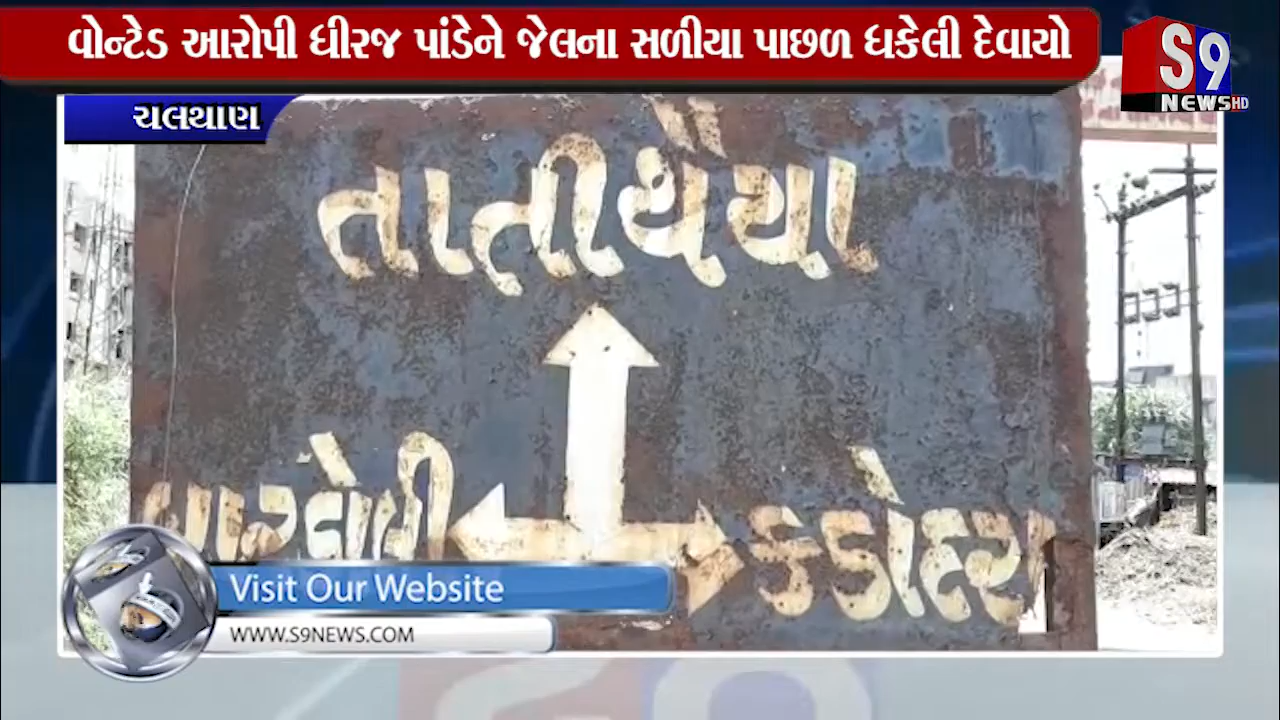 વોન્ટેડ આરોપી ધીરજ પાંડેને જેલના સળીયા પાછળ ધકેલી દેવાયો
S9
NEWS HD
ચલથાણ
તાતીથૈયા
કડોદરા
Visit Our Website
WWW.S9NEWS.COM